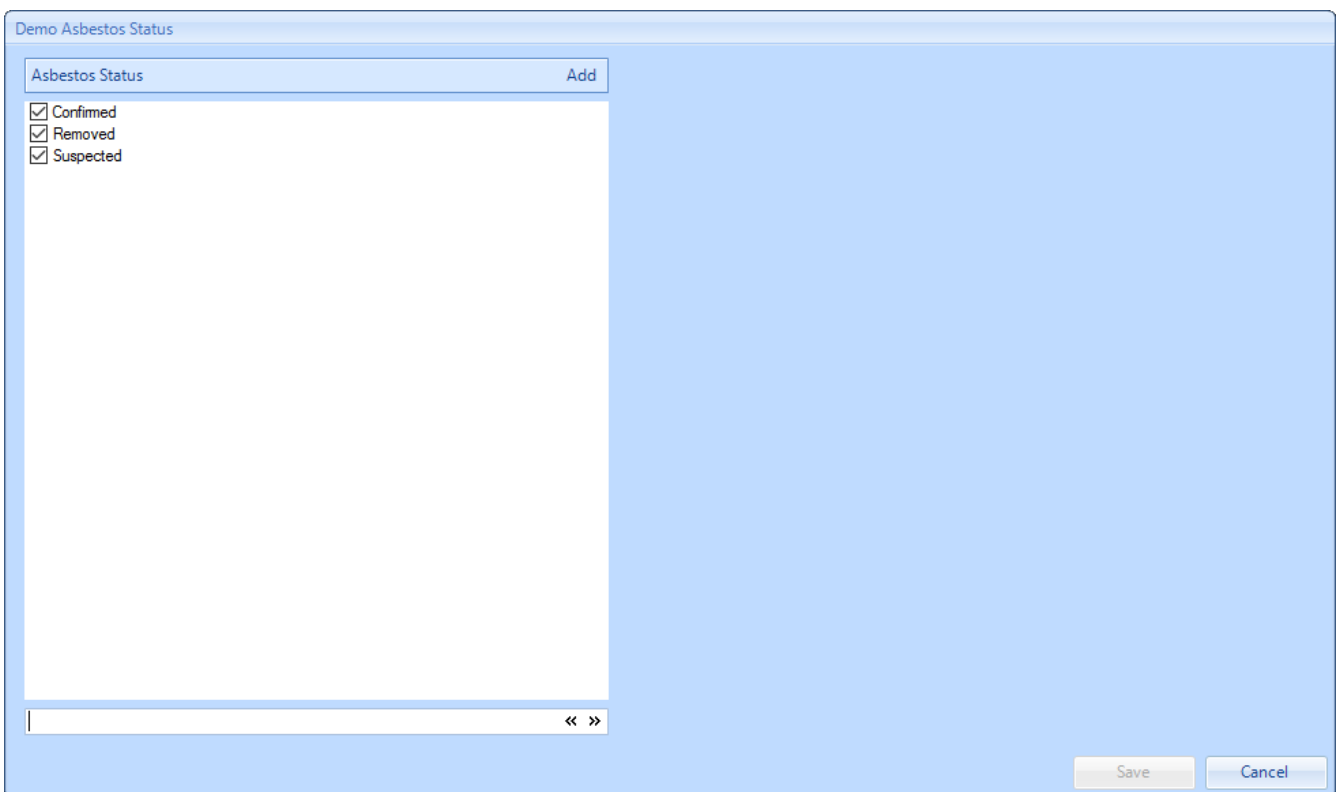 Demo Asbestos Status
Asbestos Status Add
Confirmed
Removed
Suspected
« »
Save Cancel